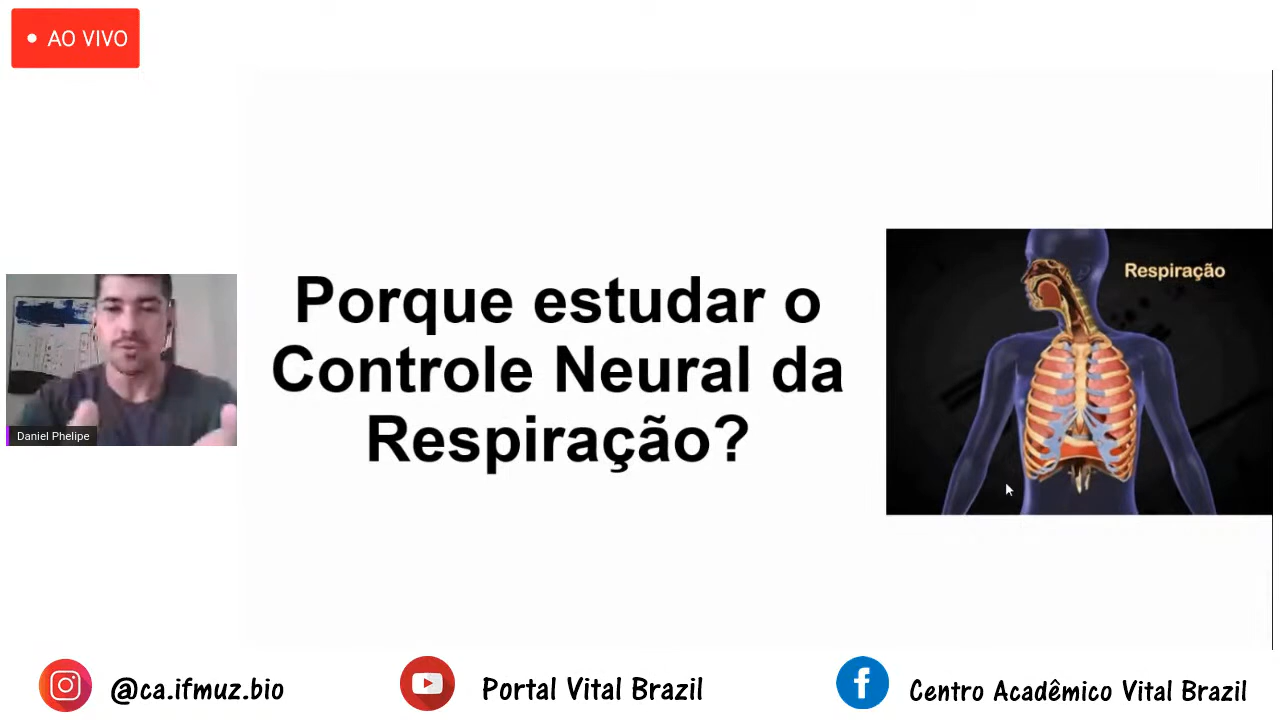 AO VIVO
Porque estudar o
Controle Neural da
Respiração?
Respiração
Daniel Phelipe
@ca.ifmuz.bio
Portal Vital Brazil
Centro Acadêmico Vital Brazil